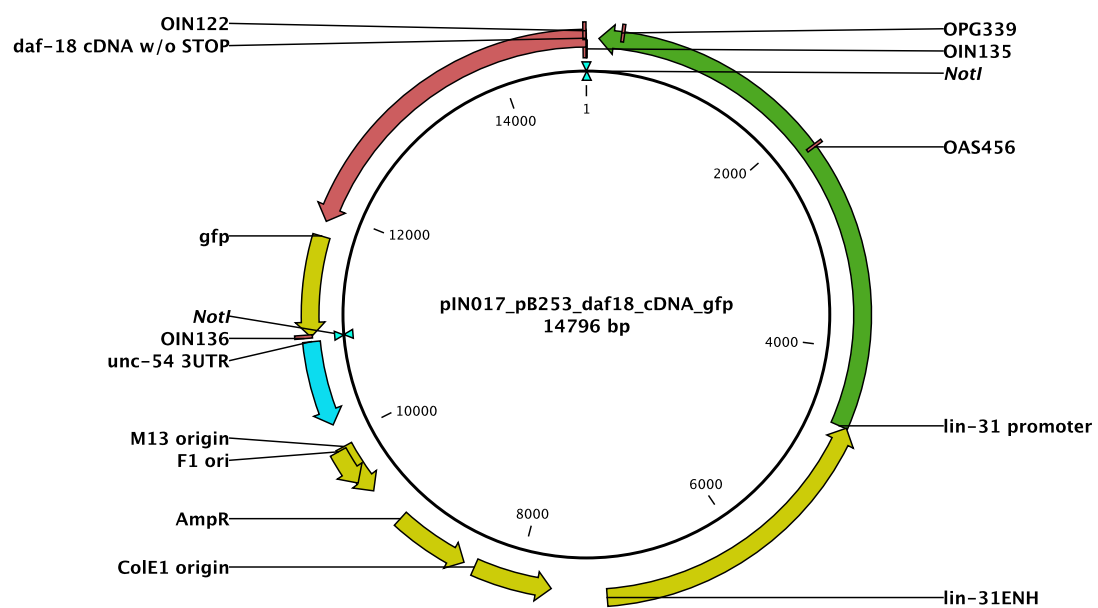 OIN122
daf-18 cDNA w/o STOP
OPG339
OIN135
NotI
1
14000
OAS456
2000
gfp
12000
pIN017_pB253_daf18_cDNA_gfp
14796 bp
NotI
OIN136
unc-54 3UTR
4000
10000
lin-31 promoter
M13 origin
F1 ori
6000
8000
AmpR
ColE1 origin
lin-31ENH